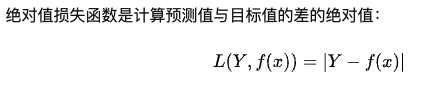 绝对值损失函数是计算预测值与目标值的差的绝对值:
L(Y, f(x)) = |Y − f(x)|